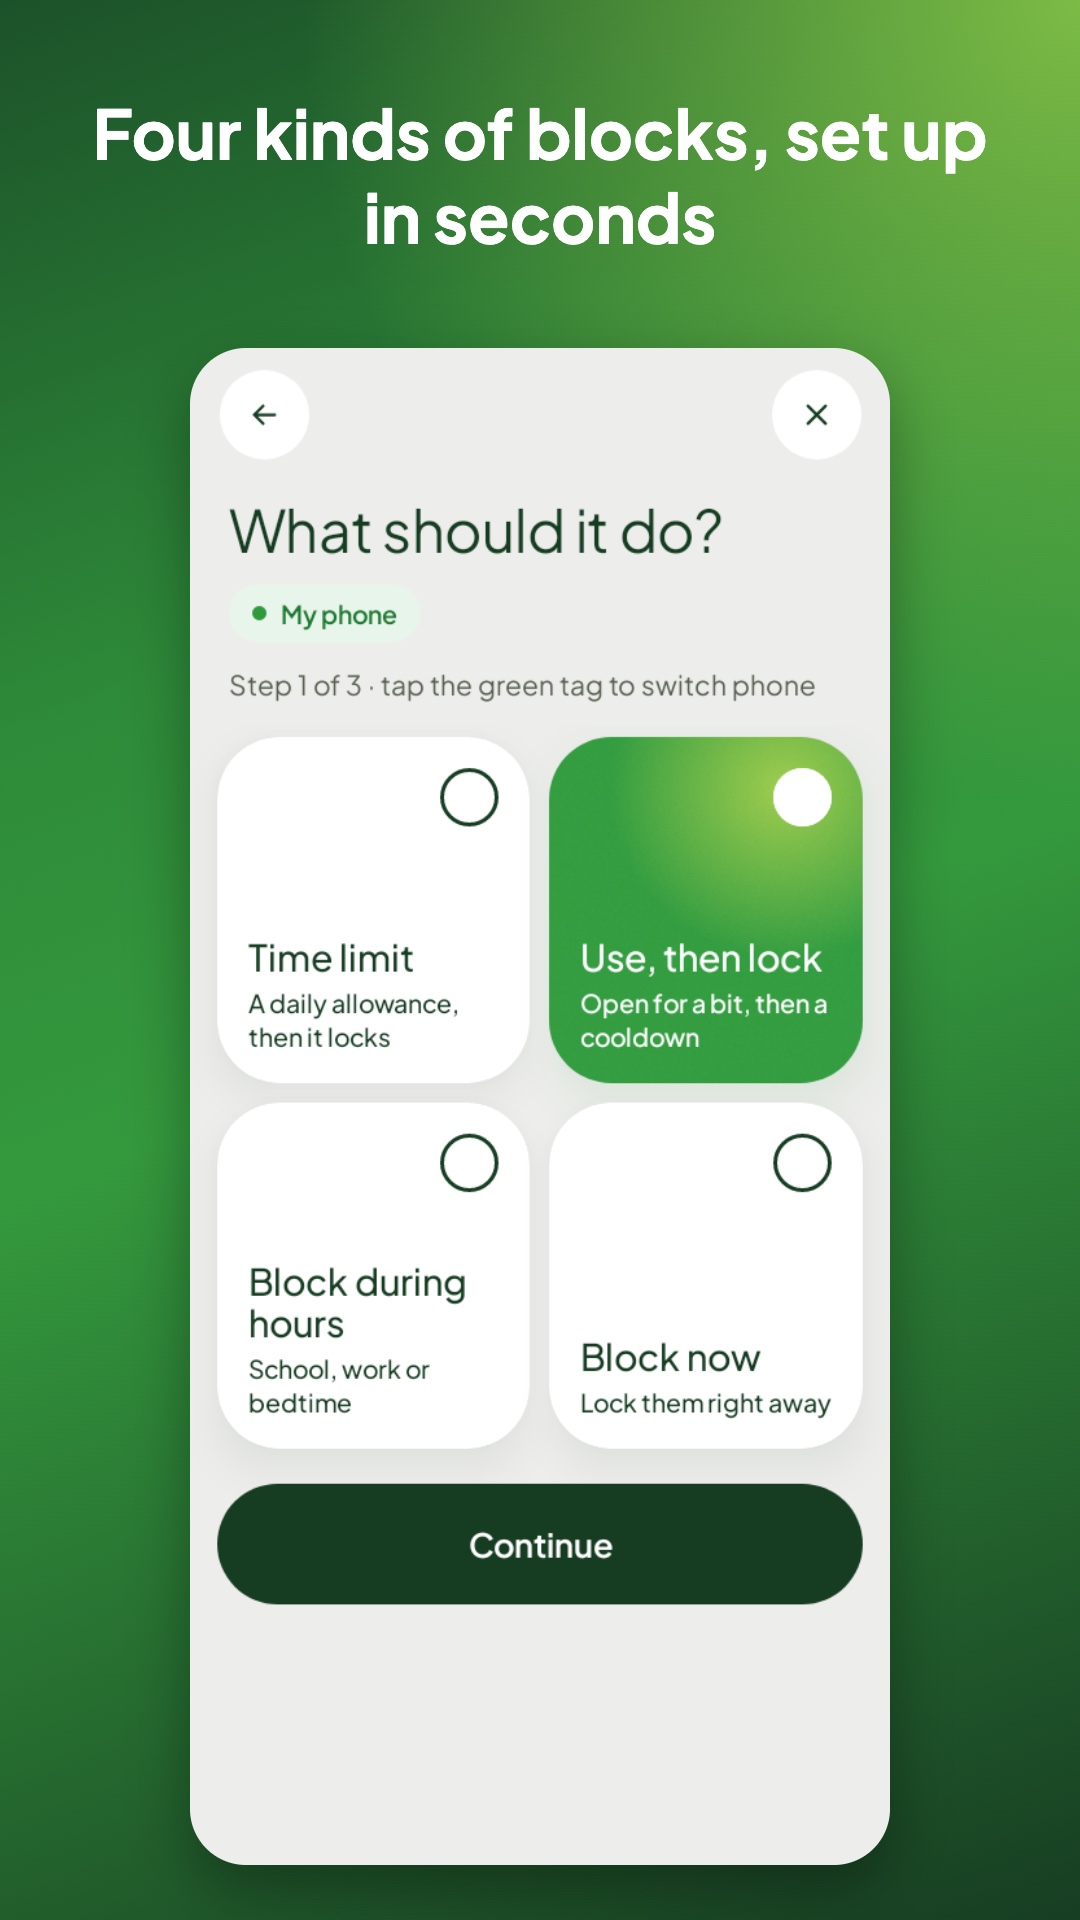 Four kinds of blocks, set up
in seconds
What should it do?
My phone
Step 1 of 3 · tap the green tag to switch phone
Time limit
A daily allowance,
then it locks
Use, then lock
Open for a bit, then a
cooldown
Block during
hours
School, work or
bedtime
Block now
Lock them right away
Continue